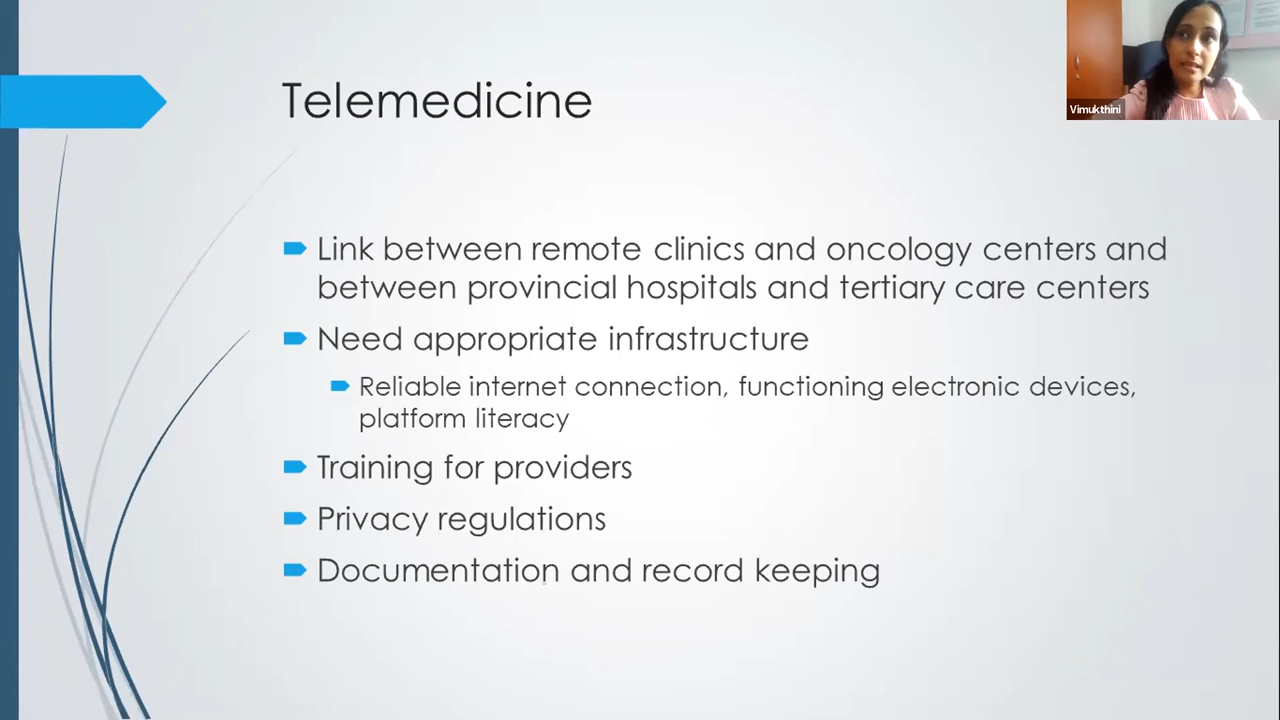 Telemedicine
Vimukthini
Link between remote clinics and oncology centers and
between provincial hospitals and tertiary care centers
Need appropriate infrastructure
Reliable internet connection, functioning electronic devices,
platform literacy
Training for providers
Privacy regulations
Documentation and record keeping